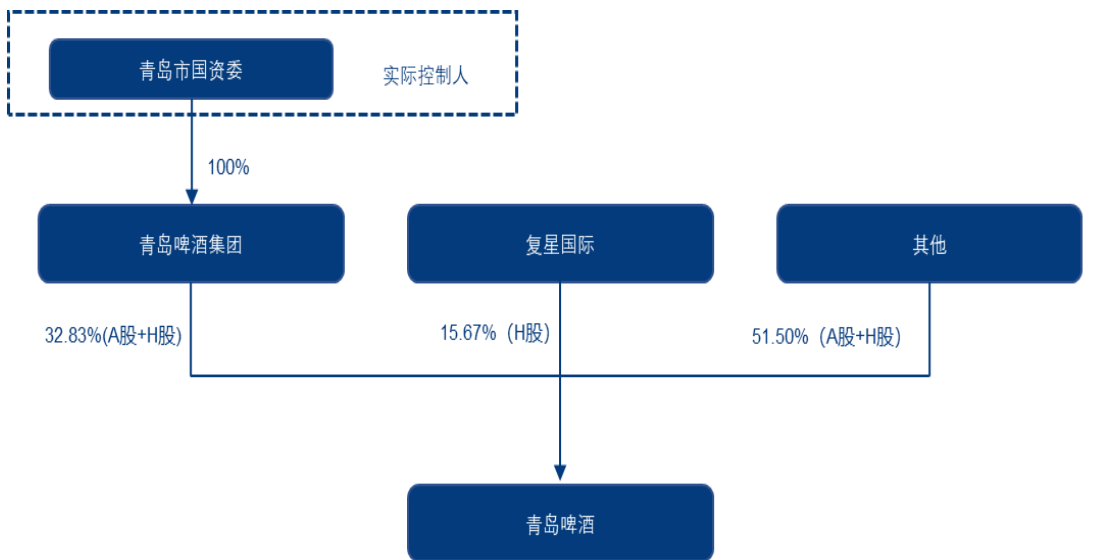 青岛市国资委
实际控制人
100%
青岛啤酒集团
复星国际
其他
32.83%(A股+H股)
15.67%（H股）
51.50%（A股+H股）
青岛啤酒